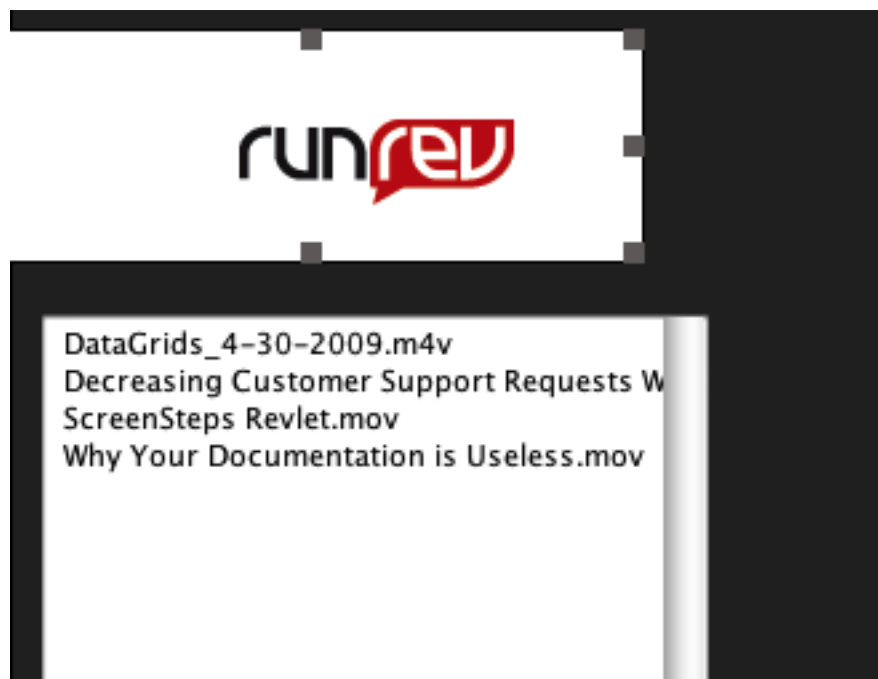 runrev
DataGrids_4-30-2009.m4v
Decreasing Customer Support Requests W
ScreenSteps Revlet.mov
Why Your Documentation is Useless.mov